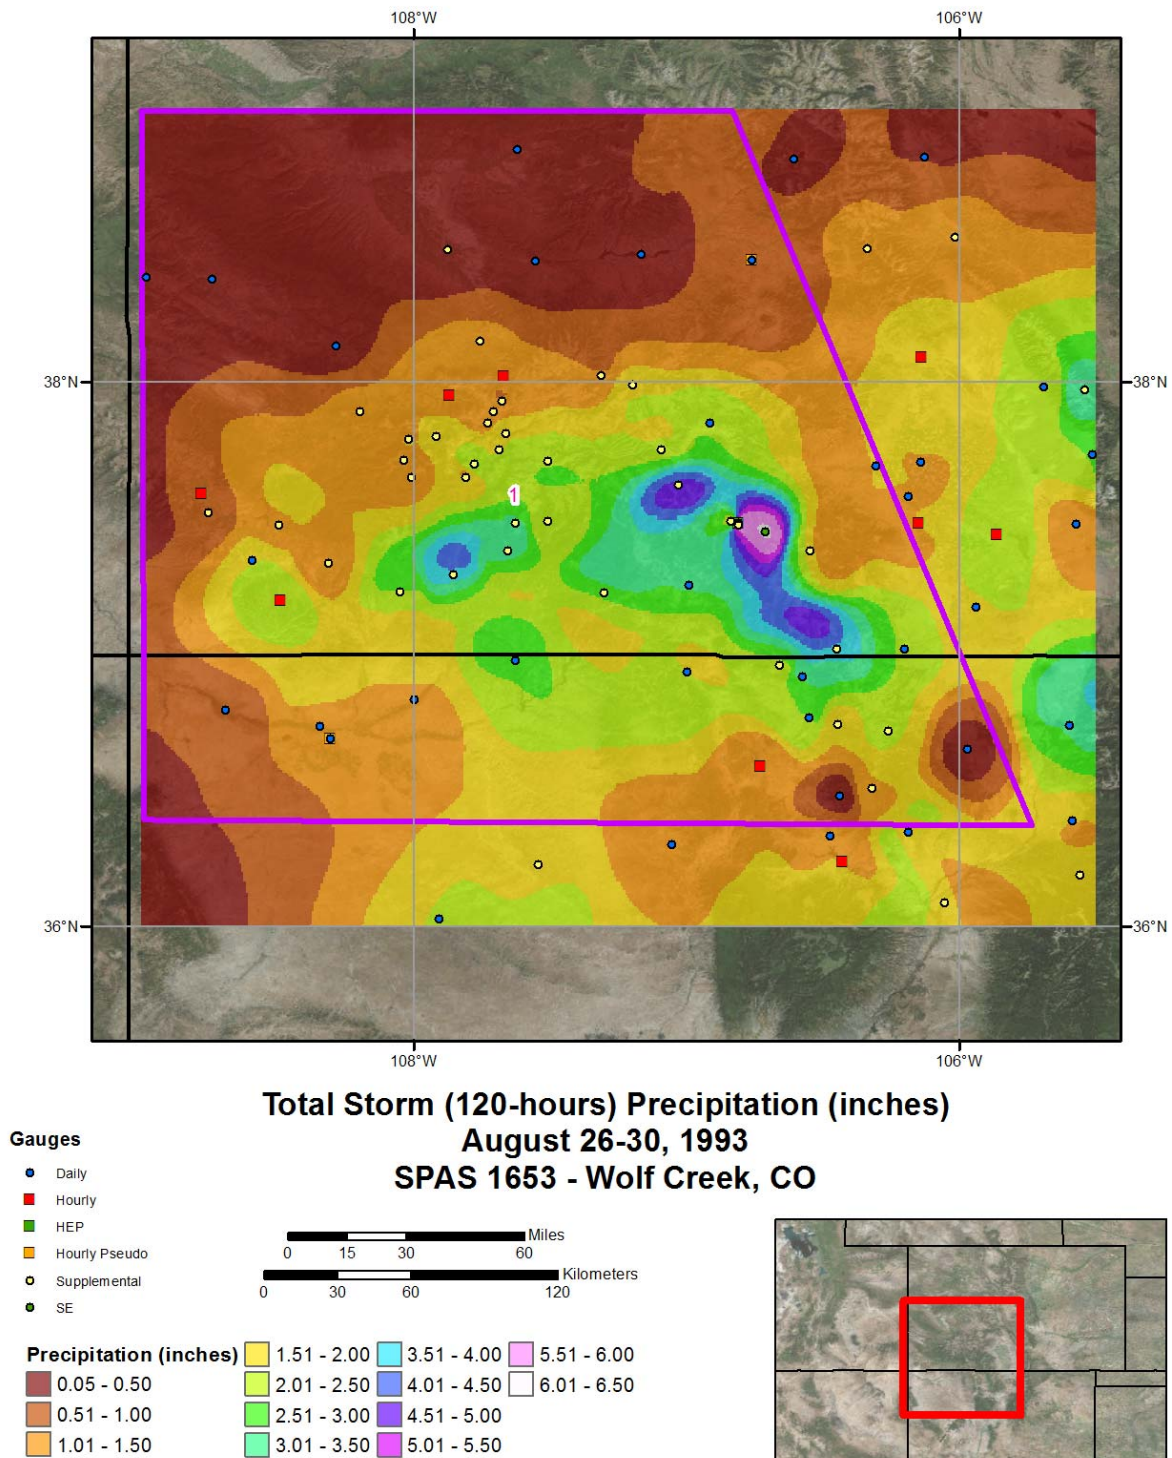 108°W 106°W
38°N 38°N
1
36°N 36°N
108°W 106°W
Total Storm (120-hours) Precipitation (inches)
August 26-30, 1993
SPAS 1653 - Wolf Creek, CO
Gauges
Daily
Hourly
HEP
Hourly Pseudo
Supplemental
SE
Miles
0 15 30 60
Kilometers
0 30 60 120
Precipitation (inches)
0.05 - 0.50
0.51 - 1.00
1.01 - 1.50
1.51 - 2.00
2.01 - 2.50
2.51 - 3.00
3.01 - 3.50
3.51 - 4.00
4.01 - 4.50
4.51 - 5.00
5.01 - 5.50
5.51 - 6.00
6.01 - 6.50